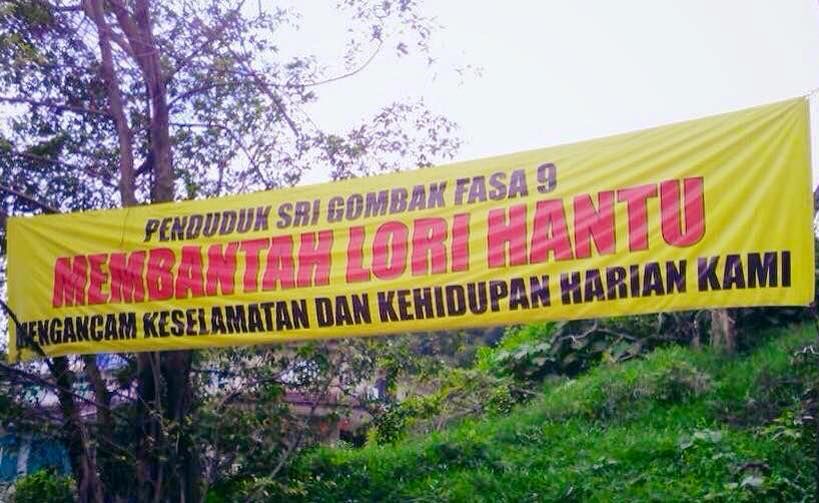 PENDUDUK SRI GOMBAK FASA 9
MEMBANTAH LORI HANTU
MENGANCAM KESELAMATAN DAN KEHIDUPAN HARIAN KAMI